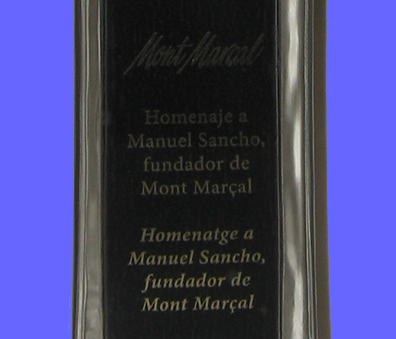 Mont Marçal
Homenaje a
Manuel Sancho,
fundador de
Mont Marçal
Homenatge a
Manuel Sancho,
fundador de
Mont Marçal